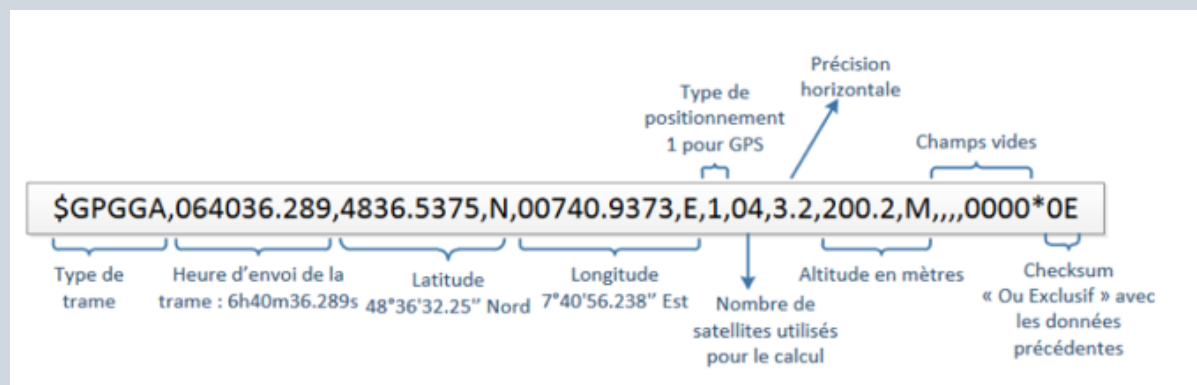 Précision
horizontale
Type de
positionnement
1 pour GPS
Champs vides
$GPGGA,064036.289,4836.5375,N,00740.9373,E,1,04,3.2,200.2,M,,,,0000*0E
Type de
trame
Heure d'envoi de la
trame : 6h40m36.289s
Latitude
48°36'32.25" Nord
Longitude
7°40'56.238" Est
Nombre de
satellites utilisés
pour le calcul
Altitude en mètres
Checksum
« Ou Exclusif » avec
les données
précédentes